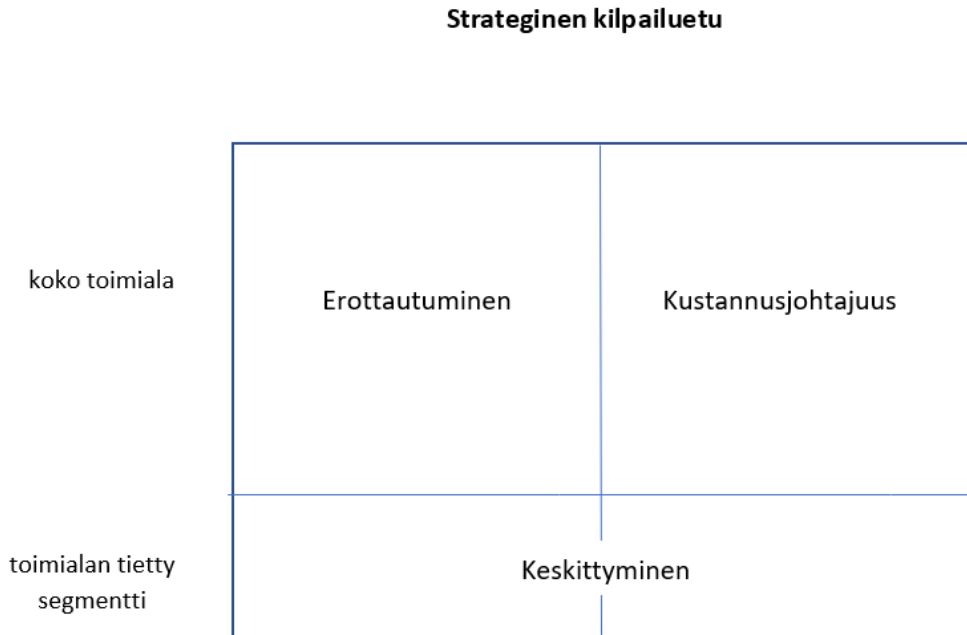 Strateginen kilpailuetu
koko toimiala
Erottautuminen
Kustannusjohtajuus
toimialan tietty
segmentti
Keskittyminen